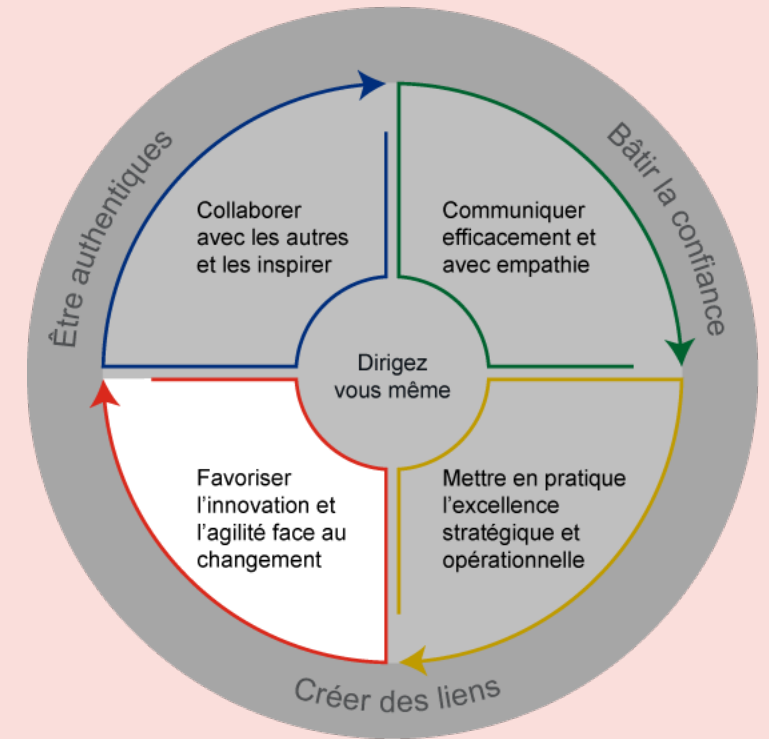 Être authentiques
Bâtir la confiance
Collaborer
avec les autres
et les inspirer
Communiquer
efficacement et
avec empathie
Dirigez
vous même
Favoriser
l’innovation et
l’agilité face au
changement
Mettre en pratique
l’excellence
stratégique et
opérationnelle
Créer des liens